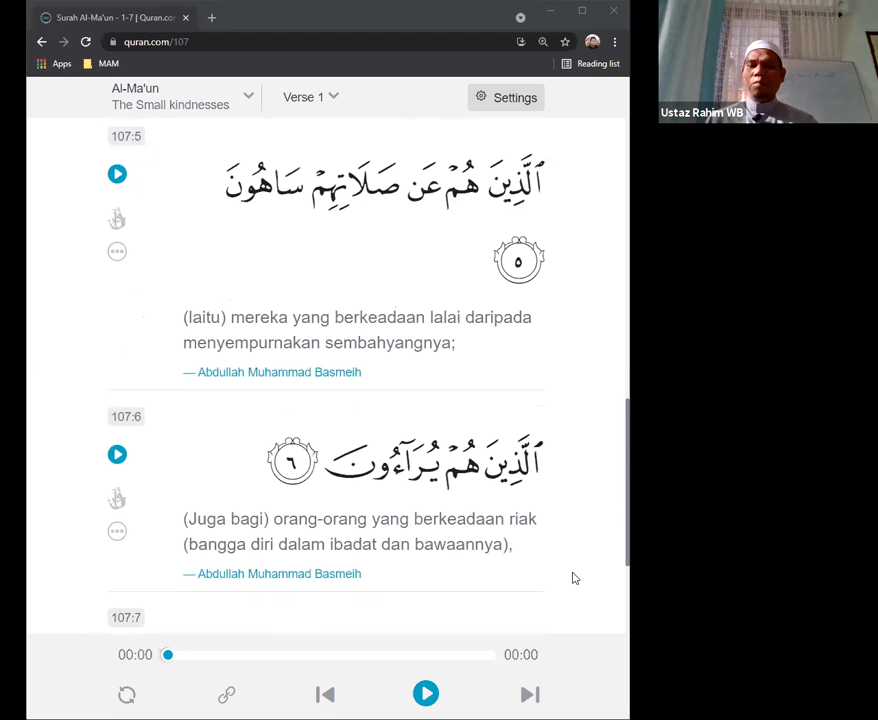 Surah Al-Ma'un - 1-7 | Quran.co
quran.com/107
Apps
MAM
Reading list
Al-Ma'un
The Small kindnesses
Verse 1
Settings
107:5
ٱلَّذِينَ هُمْ عَن صَلَاتِهِمْ سَاهُونَ
٥
(Iaitu) mereka yang berkeadaan lalai daripada
menyempurnakan sembahyangnya;
— Abdullah Muhammad Basmeih
107:6
ٱلَّذِينَ هُمْ يُرَآءُونَ ٦
(Juga bagi) orang-orang yang berkeadaan riak
(bangga diri dalam ibadat dan bawaannya),
— Abdullah Muhammad Basmeih
107:7
00:00
00:00
Ustaz Rahim WB